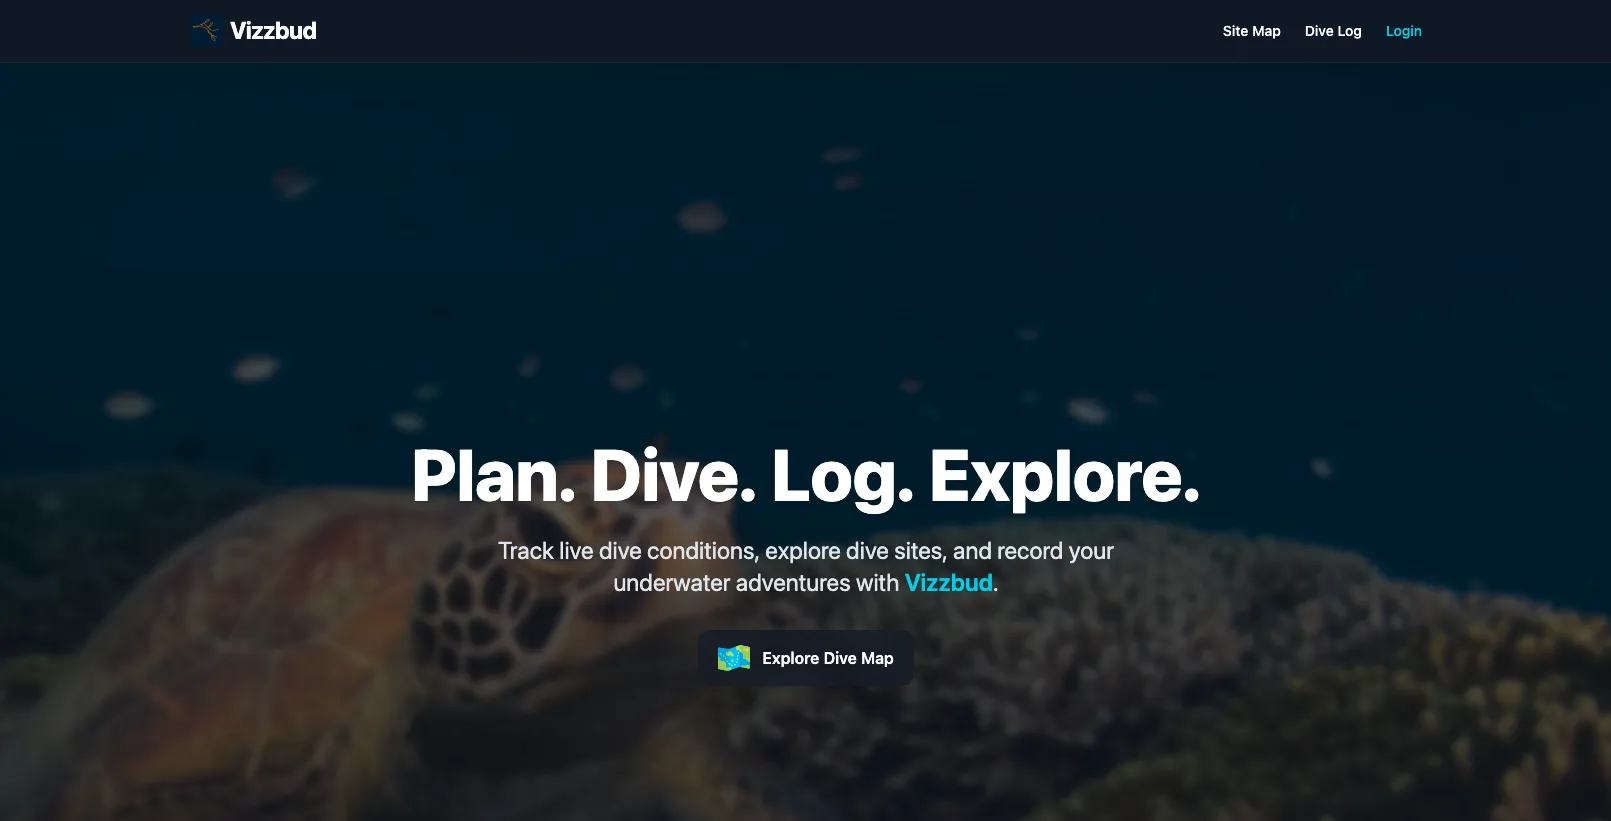 Vizzbud
Site Map
Dive Log
Login
Plan. Dive. Log. Explore.
Track live dive conditions, explore dive sites, and record your
underwater adventures with Vizzbud.
Explore Dive Map